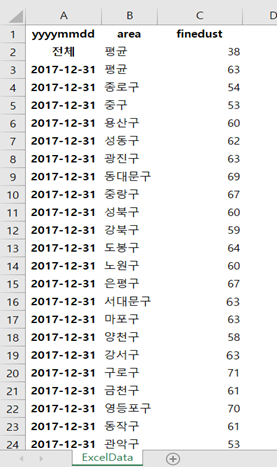 A B C D
1 yyyymmdd area finedust
2 전체 평균 38
3 2017-12-31 평균 63
4 2017-12-31 종로구 54
5 2017-12-31 중구 53
6 2017-12-31 용산구 60
7 2017-12-31 성동구 62
8 2017-12-31 광진구 63
9 2017-12-31 동대문구 69
10 2017-12-31 중랑구 67
11 2017-12-31 성북구 60
12 2017-12-31 강북구 59
13 2017-12-31 도봉구 64
14 2017-12-31 노원구 60
15 2017-12-31 은평구 67
16 2017-12-31 서대문구 63
17 2017-12-31 마포구 63
18 2017-12-31 양천구 58
19 2017-12-31 강서구 63
20 2017-12-31 구로구 71
21 2017-12-31 금천구 61
22 2017-12-31 영등포구 70
23 2017-12-31 동작구 61
24 2017-12-31 관악구 53
ExcelData